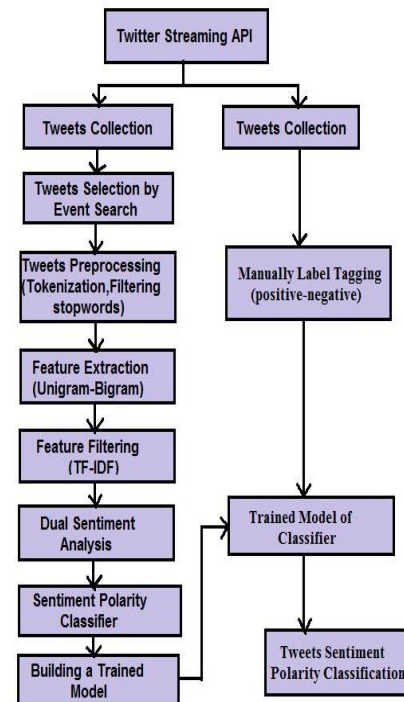 Twitter Streaming API
Tweets Collection
Tweets Selection by
Event Search
Tweets Preprocessing
(Tokenization,Filtering
stopwords)
Feature Extraction
(Unigram-Bigram)
Feature Filtering
(TF-IDF)
Dual Sentiment
Analysis
Sentiment Polarity
Classifier
Building a Trained
Model
Tweets Collection
Manually Label Tagging
(positive-negative)
Trained Model of
Classifier
Tweets Sentiment
Polarity Classification